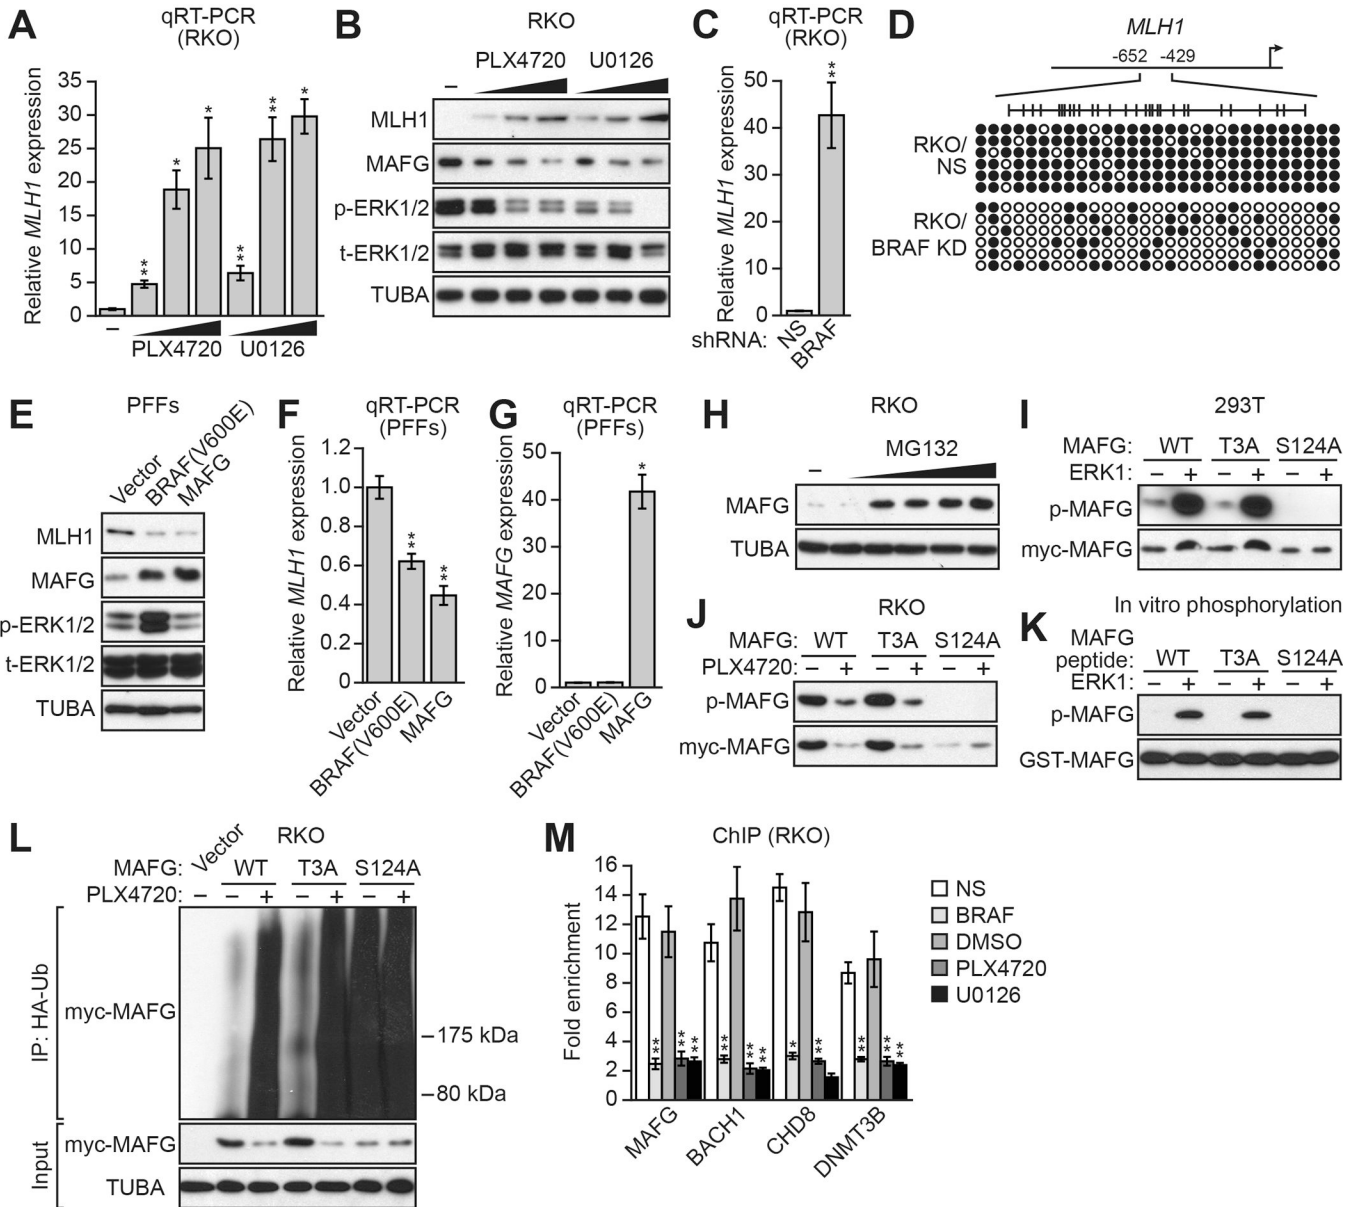 A
qRT-PCR
(RKO)
Relative MLH1 expression
35
30
25
20
15
10
5
0
** * * ** ** *
–
PLX4720 U0126
B
RKO
PLX4720 U0126
–
MLH1
MAFG
p-ERK1/2
t-ERK1/2
TUBA
C
qRT-PCR
(RKO)
Relative MLH1 expression
50
40
30
20
10
0
**
shRNA: NS BRAF
D
MLH1
-652 -429
RKO/
NS
RKO/
BRAF KD
E
PFFs
Vector
BRAF(V600E)
MAFG
MLH1
MAFG
p-ERK1/2
t-ERK1/2
TUBA
F
qRT-PCR
(PFFs)
Relative MLH1 expression
1.2
1.0
0.8
0.6
0.4
0.2
0
** **
Vector
BRAF(V600E)
MAFG
G
qRT-PCR
(PFFs)
Relative MAFG expression
50
40
30
20
10
0
*
Vector
BRAF(V600E)
MAFG
H
RKO
MG132
–
MAFG
TUBA
I
293T
MAFG: WT T3A S124A
ERK1: – + – + – +
p-MAFG
myc-MAFG
J
RKO
MAFG: WT T3A S124A
PLX4720: – + – + – +
p-MAFG
myc-MAFG
K
In vitro phosphorylation
MAFG
peptide: WT T3A S124A
ERK1: – + – + – +
p-MAFG
GST-MAFG
L
RKO
Vector
MAFG: WT T3A S124A
PLX4720: – – + – + – +
IP: HA-Ub
myc-MAFG
–175 kDa
–80 kDa
Input
myc-MAFG
TUBA
M
ChIP (RKO)
Fold enrichment
16
14
12
10
8
6
4
2
0
** ** ** ** ** ** * ** ** ** **
MAFG
BACH1
CHD8
DNMT3B
NS
BRAF
DMSO
PLX4720
U0126